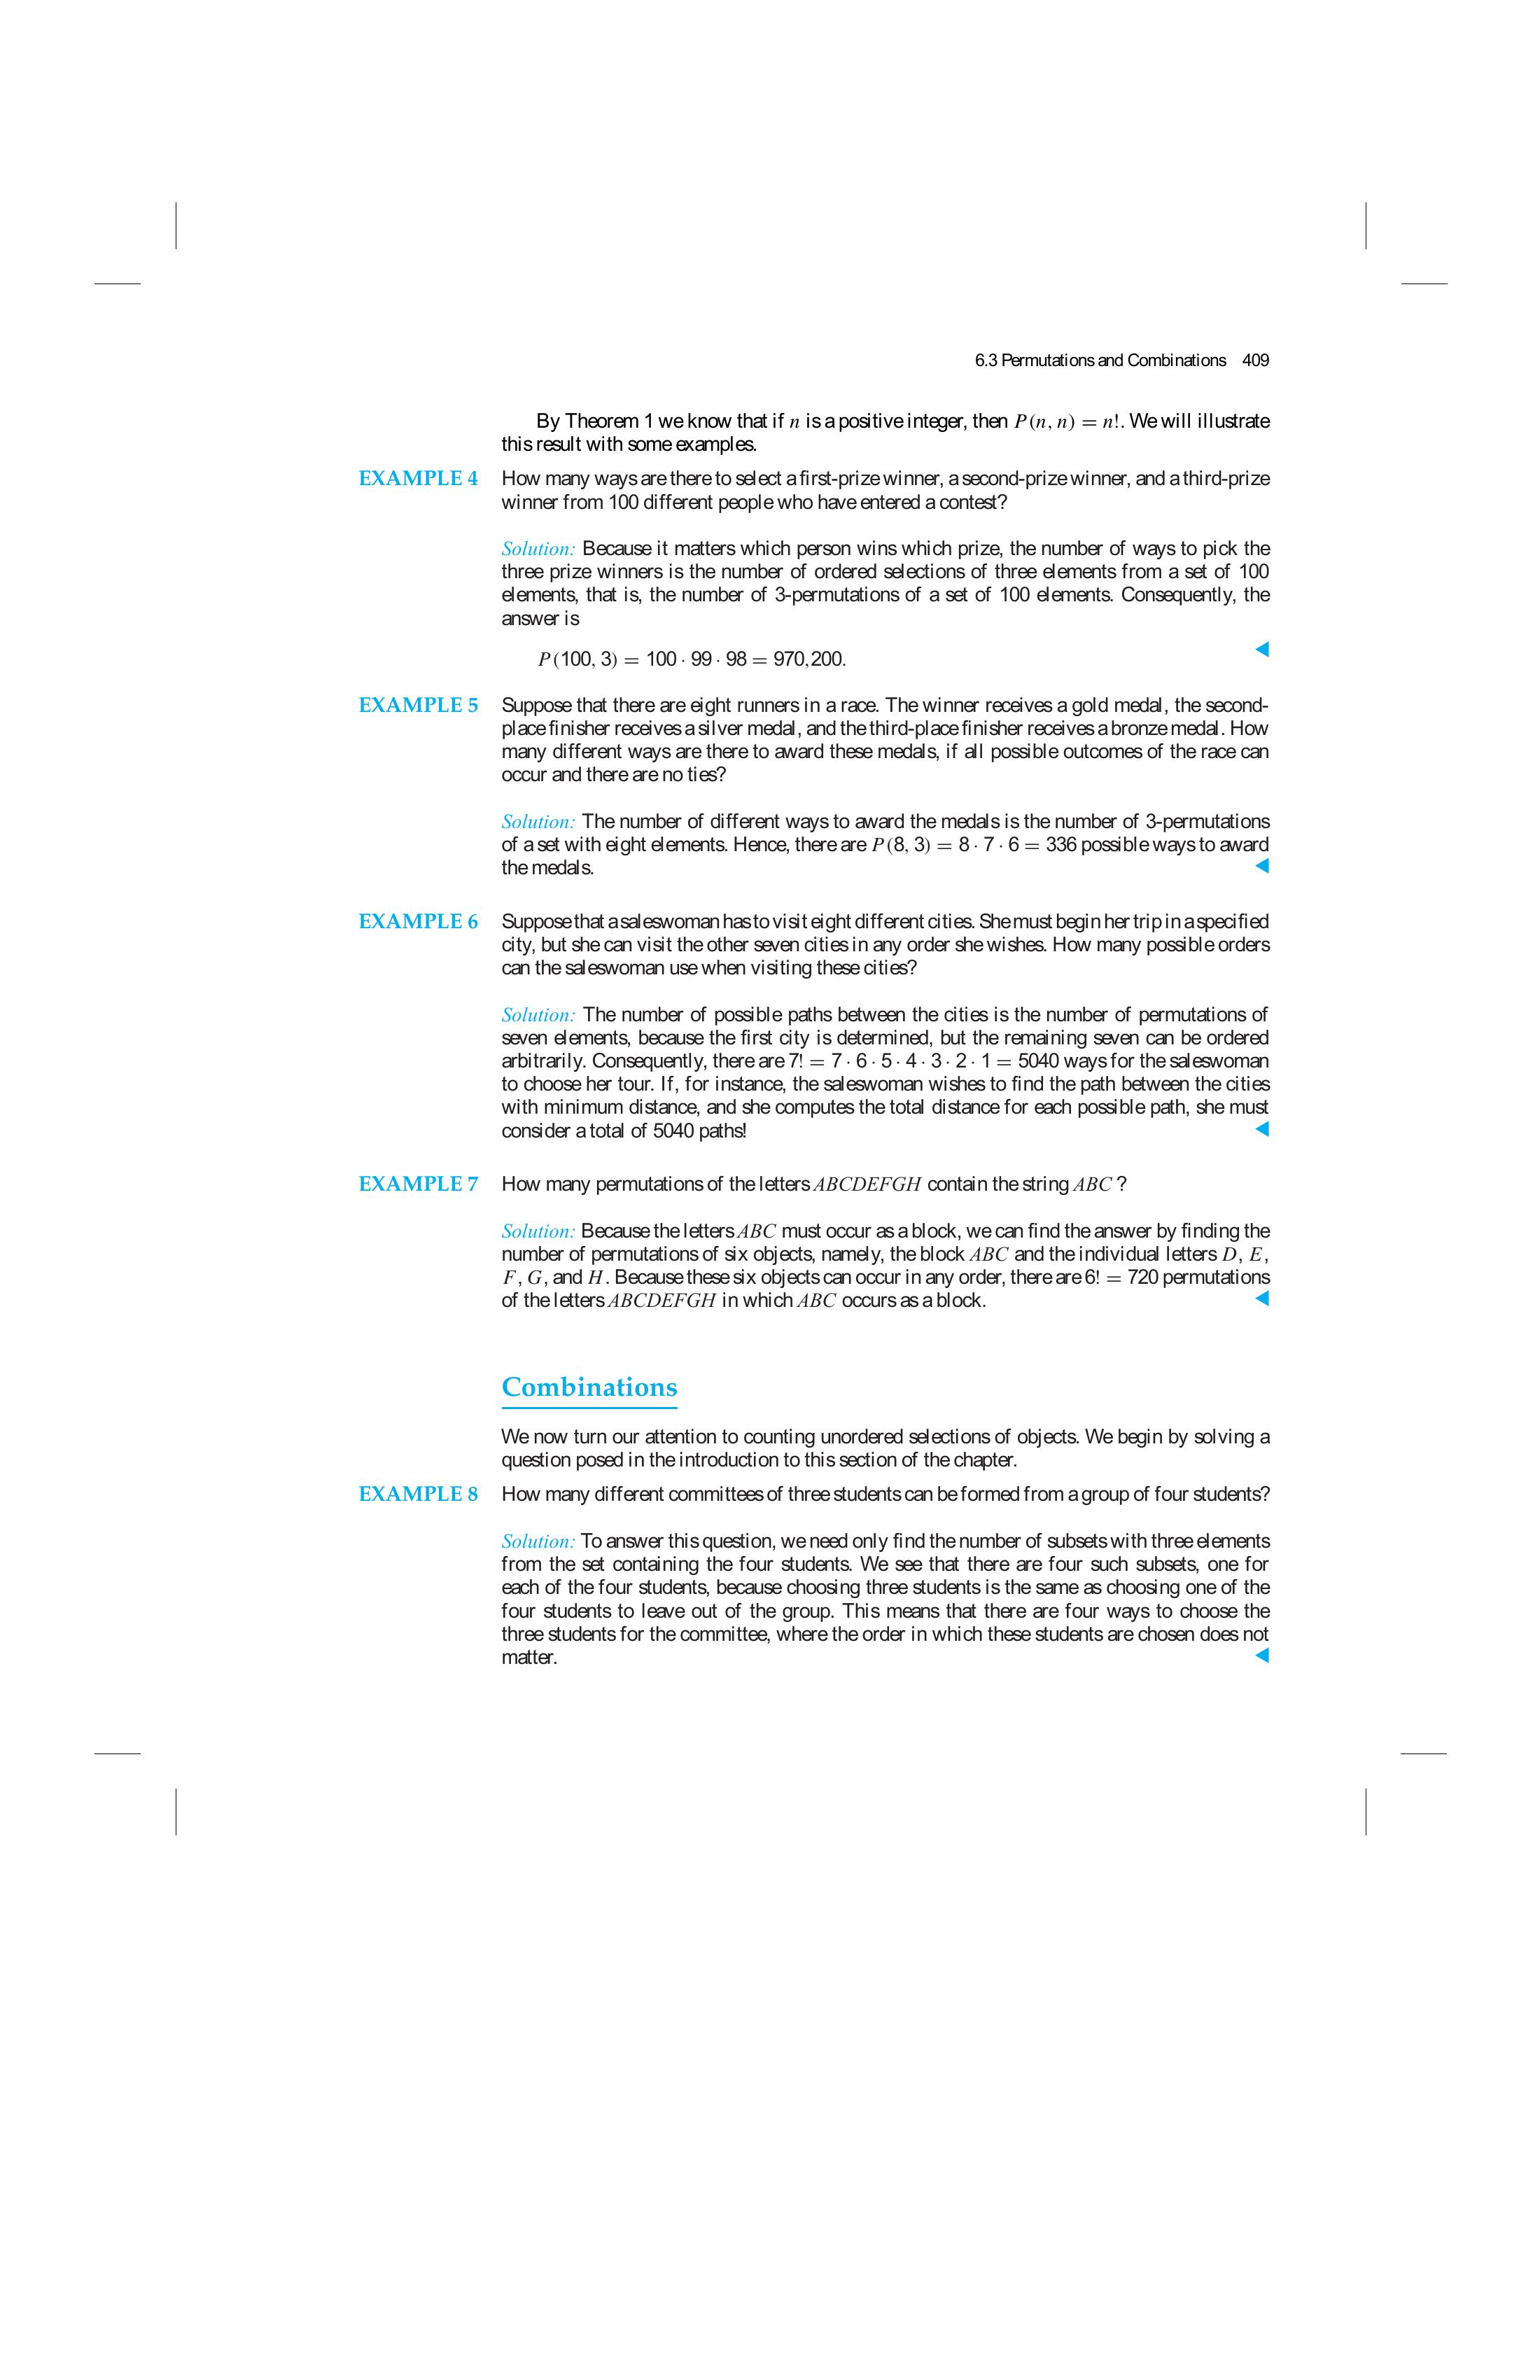 6.3 Permutations and Combinations 409
By Theorem 1 we know that if n is a positive integer, then P(n, n) = n!. We will illustrate
this result with some examples.
EXAMPLE 4 How many ways are there to select a first-prize winner, a second-prize winner, and a third-prize
winner from 100 different people who have entered a contest?
Solution: Because it matters which person wins which prize, the number of ways to pick the
three prize winners is the number of ordered selections of three elements from a set of 100
elements, that is, the number of 3-permutations of a set of 100 elements. Consequently, the
answer is
P(100, 3) = 100 · 99 · 98 = 970,200.
EXAMPLE 5 Suppose that there are eight runners in a race. The winner receives a gold medal, the second-
place finisher receives a silver medal, and the third-place finisher receives a bronze medal. How
many different ways are there to award these medals, if all possible outcomes of the race can
occur and there are no ties?
Solution: The number of different ways to award the medals is the number of 3-permutations
of a set with eight elements. Hence, there are P(8, 3) = 8 · 7 · 6 = 336 possible ways to award
the medals.
EXAMPLE 6 Suppose that a saleswoman has to visit eight different cities. She must begin her trip in a specified
city, but she can visit the other seven cities in any order she wishes. How many possible orders
can the saleswoman use when visiting these cities?
Solution: The number of possible paths between the cities is the number of permutations of
seven elements, because the first city is determined, but the remaining seven can be ordered
arbitrarily. Consequently, there are 7! = 7 · 6 · 5 · 4 · 3 · 2 · 1 = 5040 ways for the saleswoman
to choose her tour. If, for instance, the saleswoman wishes to find the path between the cities
with minimum distance, and she computes the total distance for each possible path, she must
consider a total of 5040 paths!
EXAMPLE 7 How many permutations of the letters ABCDEFGH contain the string ABC ?
Solution: Because the letters ABC must occur as a block, we can find the answer by finding the
number of permutations of six objects, namely, the block ABC and the individual letters D, E,
F, G, and H. Because these six objects can occur in any order, there are 6! = 720 permutations
of the letters ABCDEFGH in which ABC occurs as a block.
Combinations
We now turn our attention to counting unordered selections of objects. We begin by solving a
question posed in the introduction to this section of the chapter.
EXAMPLE 8 How many different committees of three students can be formed from a group of four students?
Solution: To answer this question, we need only find the number of subsets with three elements
from the set containing the four students. We see that there are four such subsets, one for
each of the four students, because choosing three students is the same as choosing one of the
four students to leave out of the group. This means that there are four ways to choose the
three students for the committee, where the order in which these students are chosen does not
matter.